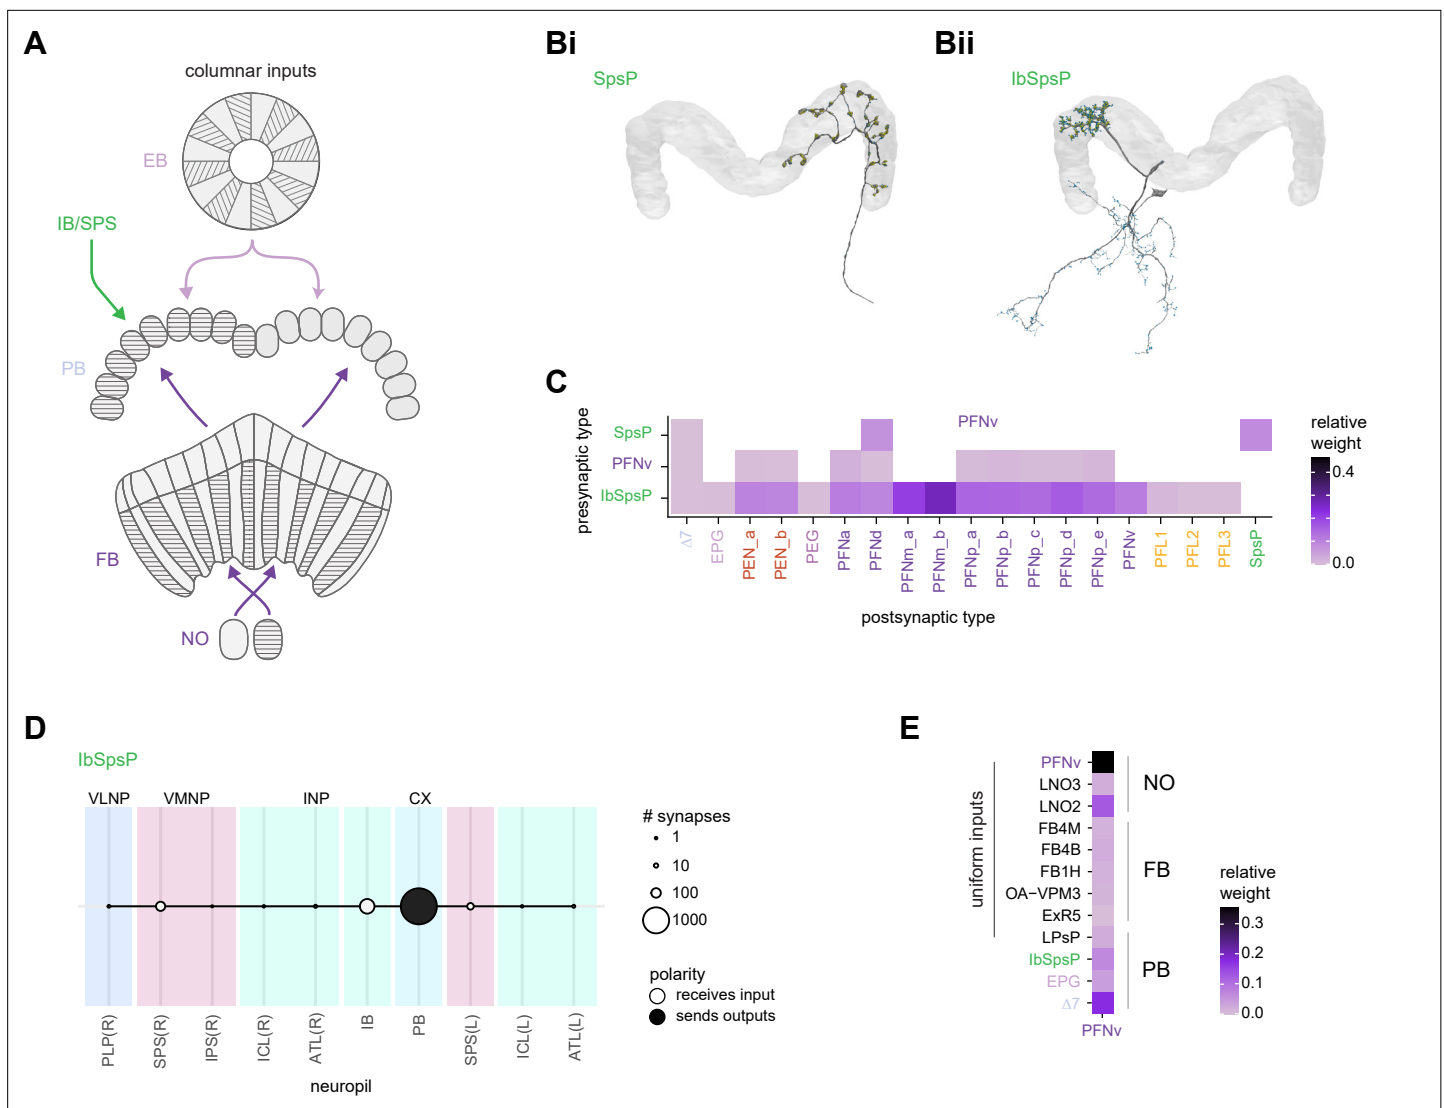 A
columnar inputs
EB
IB/SPS
PB
FB
NO
Bi
SpsP
Bii
IbSpsP
C
PFNv
presynaptic type
SpsP
PFNv
IbSpsP
Δ7
EPG
PEN_a
PEN_b
PEG
PFNa
PFNd
PFNm_a
PFNm_b
PFNp_a
PFNp_b
PFNp_c
PFNp_d
PFNp_e
PFNv
PFL1
PFL2
PFL3
SpsP
postsynaptic type
relative
weight
0.4
0.0
D
IbSpsP
VLNP VMNP INP CX
PLP(R)
SPS(R)
IPS(R)
ICL(R)
ATL(R)
IB
PB
SPS(L)
ICL(L)
ATL(L)
neuropil
# synapses
1
10
100
1000
polarity
receives input
sends outputs
E
uniform inputs
PFNv
LNO3
LNO2
FB4M
FB4B
FB1H
OA−VPM3
ExR5
LPsP
IbSpsP
EPG
Δ7
PFNv
NO
FB
PB
relative
weight
0.3
0.2
0.1
0.0